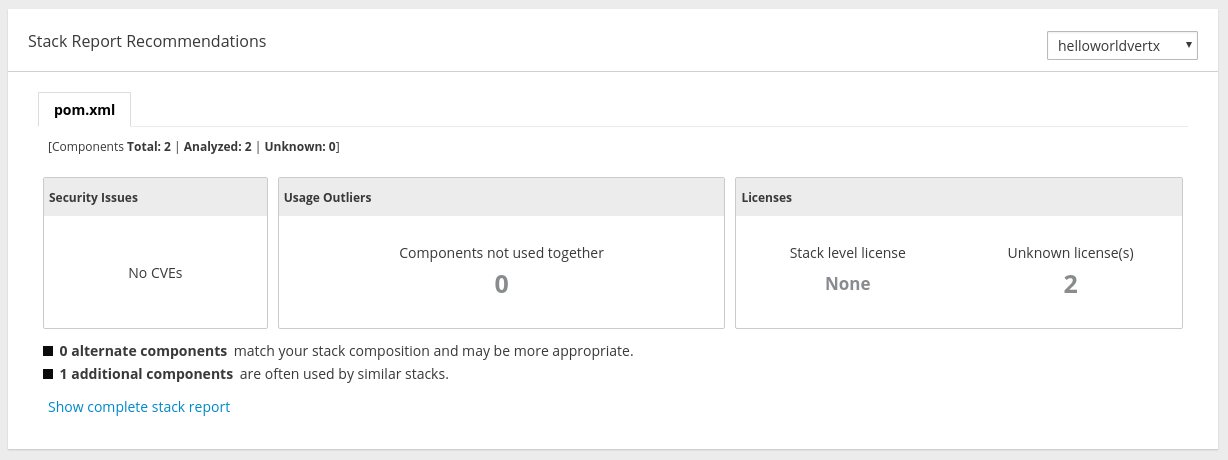 Stack Report Recommendations
helloworldvertx
pom.xml
[Components Total: 2 | Analyzed: 2 | Unknown: 0]
Security Issues
No CVEs
Usage Outliers
Components not used together
0
Licenses
Stack level license
None
Unknown license(s)
2
0 alternate components match your stack composition and may be more appropriate.
1 additional components are often used by similar stacks.
Show complete stack report